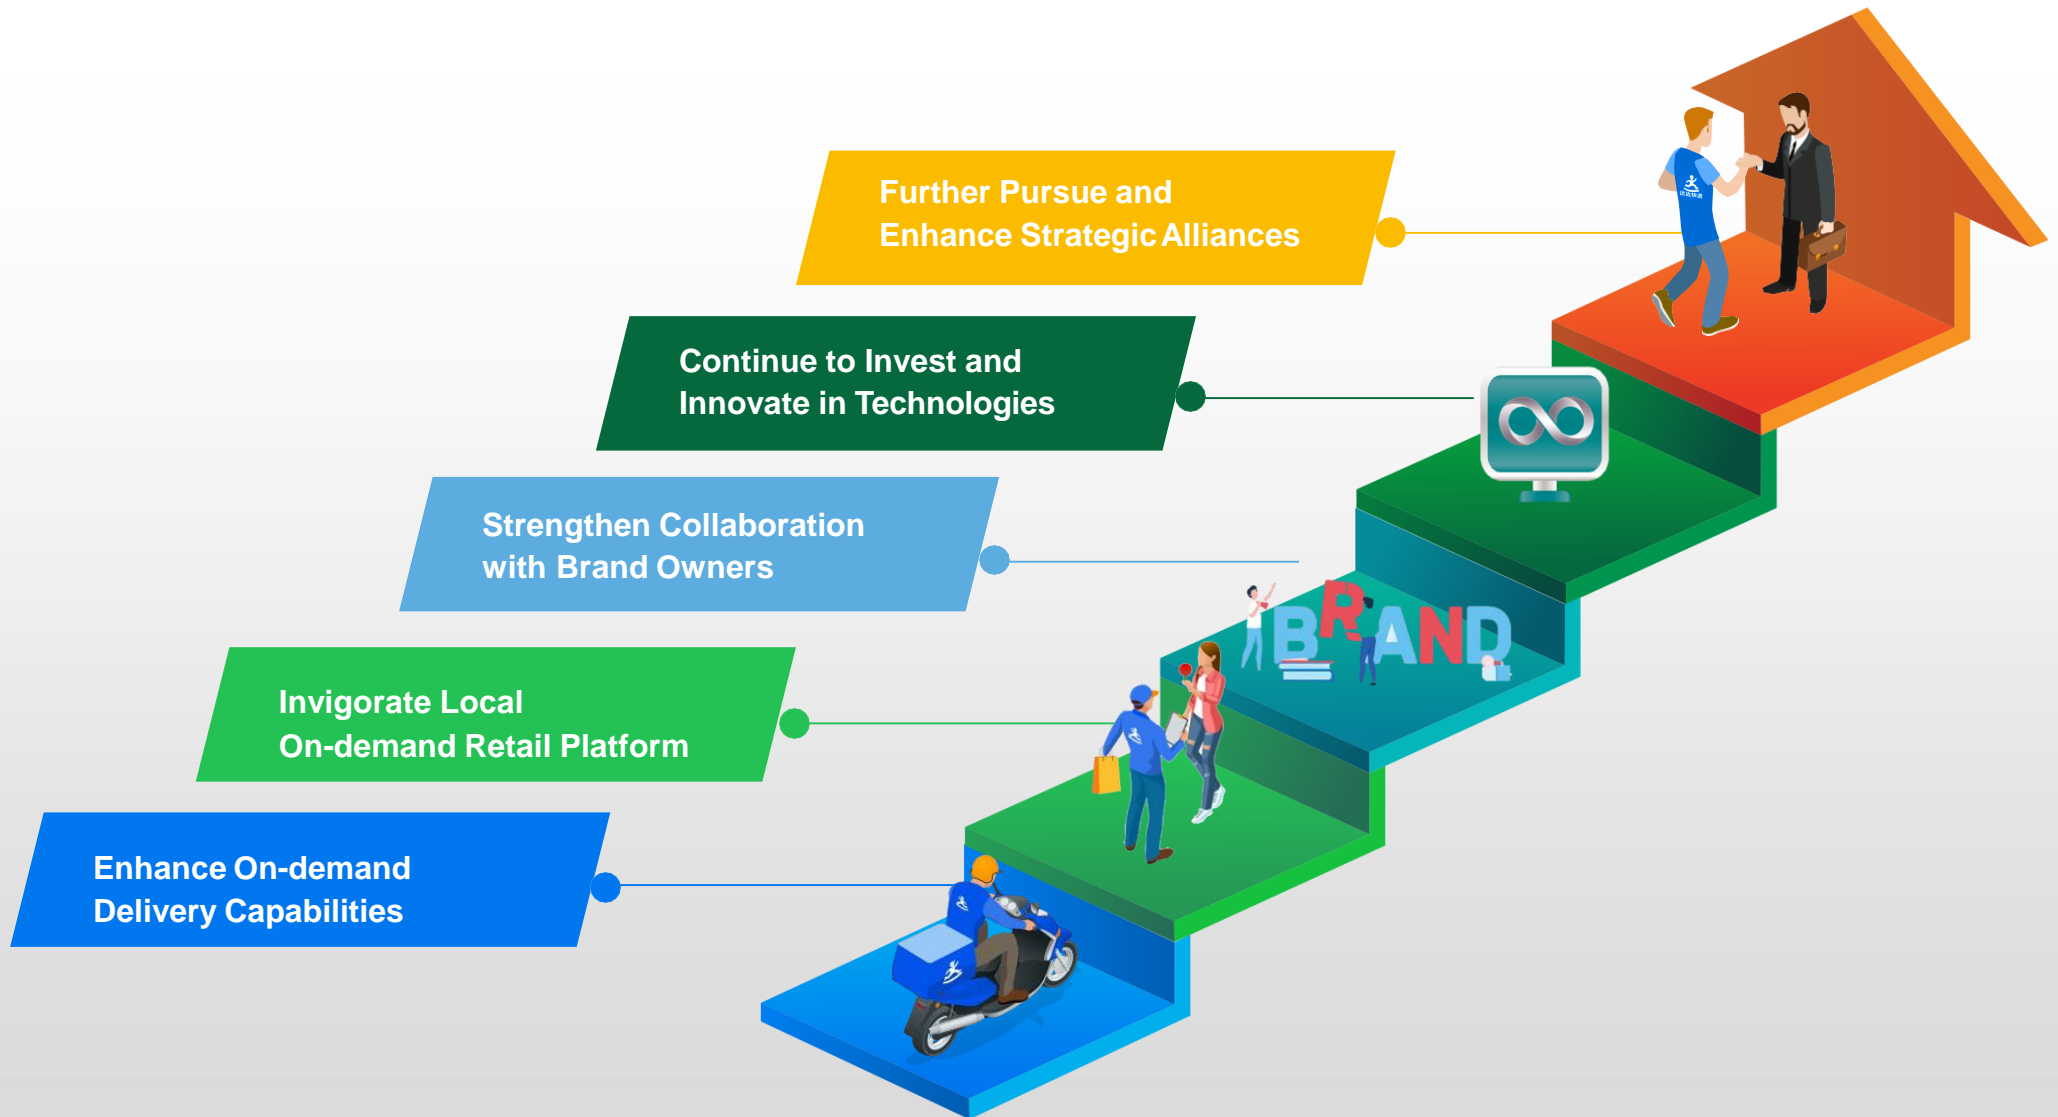 Further Pursue and
Enhance Strategic Alliances
Continue to Invest and
Innovate in Technologies
Strengthen Collaboration
with Brand Owners
BRAND
Invigorate Local
On-demand Retail Platform
Enhance On-demand
Delivery Capabilities